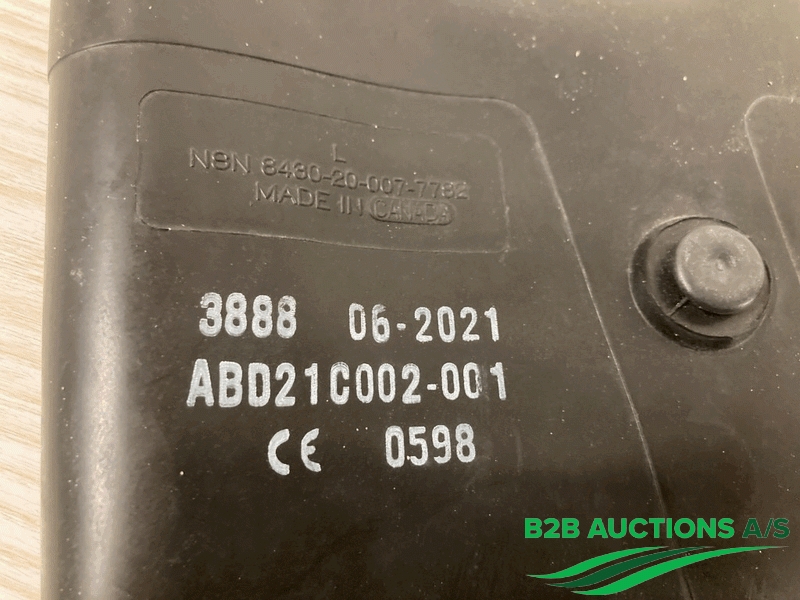 L
NSN 8430-20-007-7782
MADE IN CANADA
3888 06-2021
ABD21C002-001
CE 0598
B2B AUCTIONS A/S